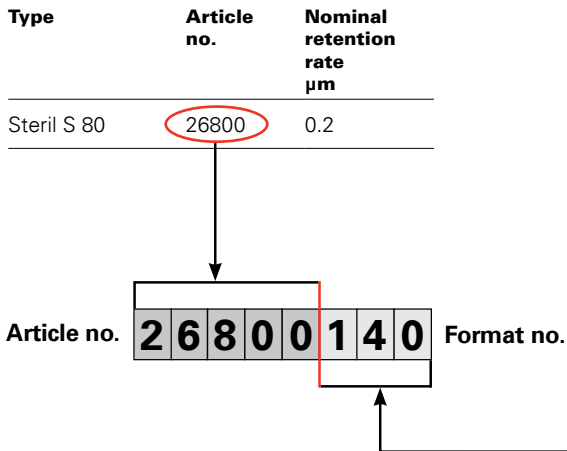 Type Article no. Nominal retention rate µm
Steril S 80 26800 0.2
Article no. 26800140 Format no.